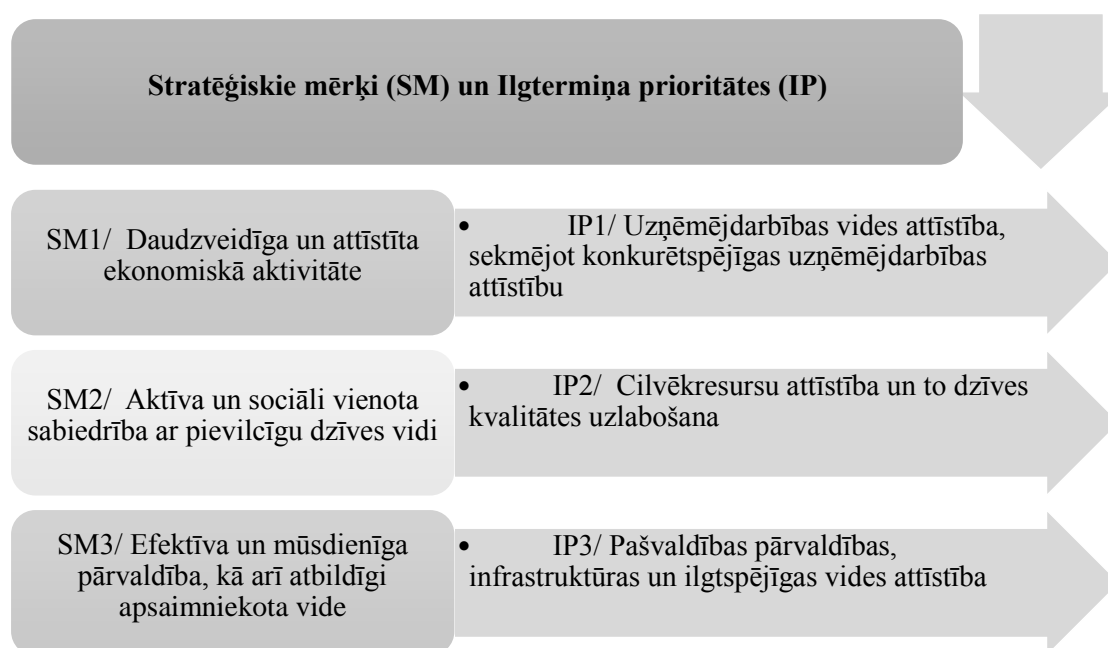 Stratēģiskie mērķi (SM) un Ilgtermiņa prioritātes (IP)
SM1/ Daudzveidīga un attīstīta
ekonomiskā aktivitāte
• IP1/ Uzņēmējdarbības vides attīstība,
sekmējot konkurētspējīgas uzņēmējdarbības
attīstību
SM2/ Aktīva un sociāli vienota
sabiedrība ar pievilcīgu dzīves vidi
• IP2/ Cilvēkresursu attīstība un to dzīves
kvalitātes uzlabošana
SM3/ Efektīva un mūsdienīga
pārvaldība, kā arī atbildīgi
apsaimniekota vide
• IP3/ Pašvaldības pārvaldības,
infrastruktūras un ilgtspējīgas vides attīstība